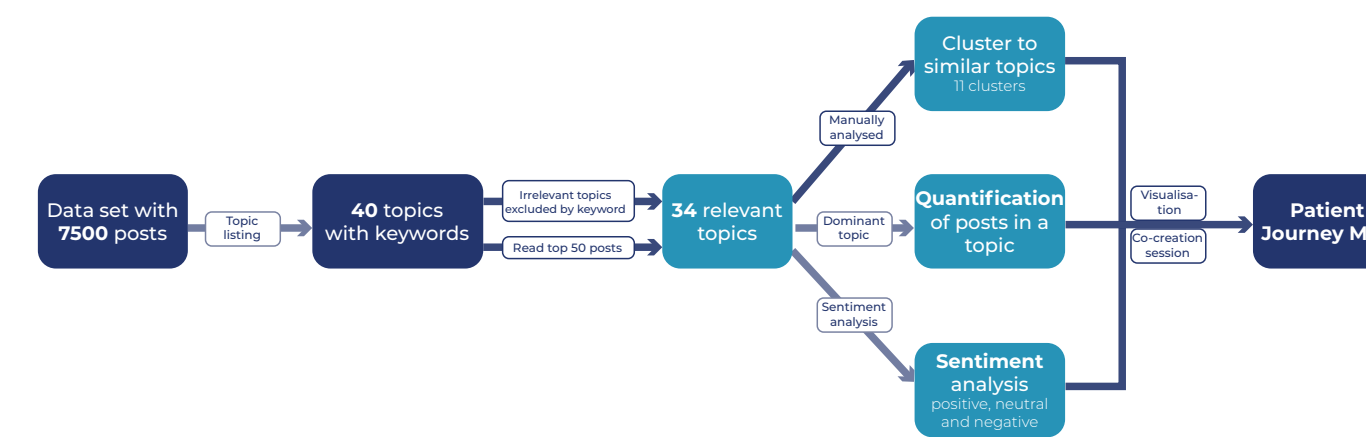 Data set with
7500 posts
Topic
listing
40 topics
with keywords
Irrelevant topics
excluded by keyword
Read top 50 posts
34 relevant
topics
Manually
analysed
Dominant
topic
Sentiment
analysis
Cluster to
similar topics
11 clusters
Quantification
of posts in a
topic
Sentiment
analysis
positive, neutral
and negative
Visualisa-
tion
Co-creation
session
Patient
Journey